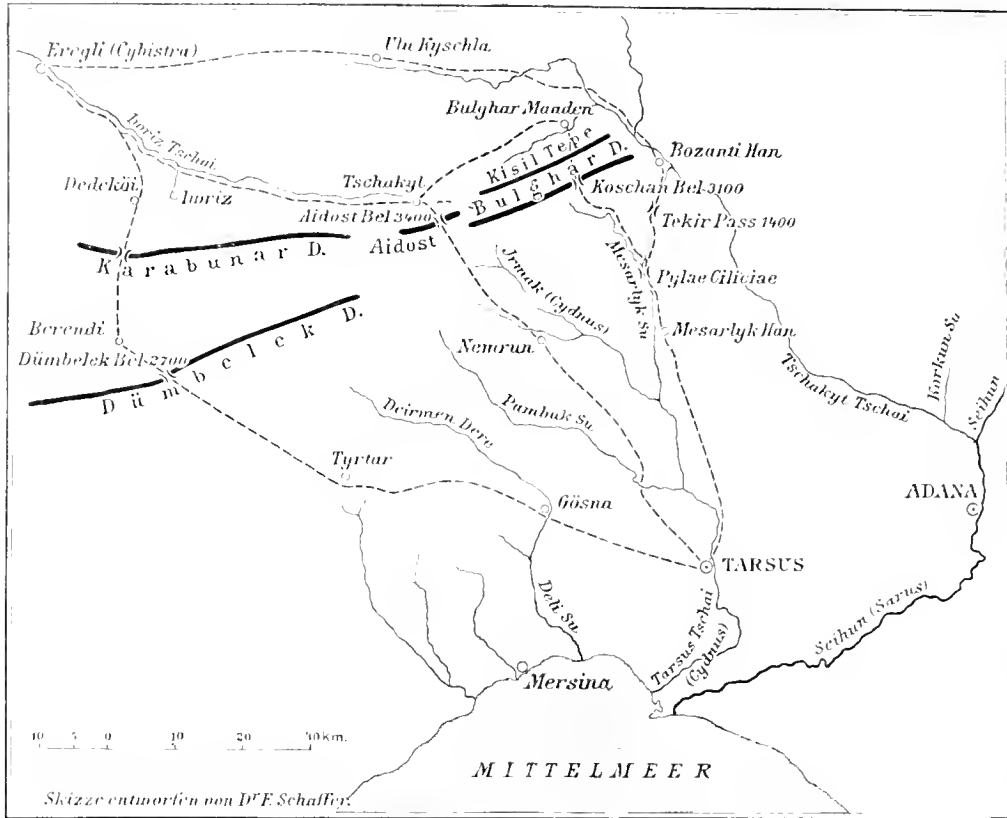 Eregli (Cybistra)
Ulu Kyschla
Bulghar Maaden
Ivriz Tschai
Kisil Tepe
Bozanti Han
Dedeköi
Ivriz
Tschakyt
Bulghar D.
Koschan Bel-3100
Aidost Bel 3400
Aidost
Tekir Pass 1400
Karabunar D.
Jrmak (Cydnus)
Mesarlyk Su
Pylae Ciliciae
Berendi
Nemrun
Mesarlyk Han
Dümbelek Bel-2700
Dümbelek D.
Tschakyt Tschai
Korkun Su
Seihun
Deirmen Dere
Pambuk Su
Tyrtar
Gösna
ADANA
TARSUS
Deli Su
Tarsus Tschai
(Cydnus)
Seihun (Sarus)
Mersina
10 5 0 10 20 30 Km.
MITTELMEER
Skizze entworfen von Dr F. Schaffer.